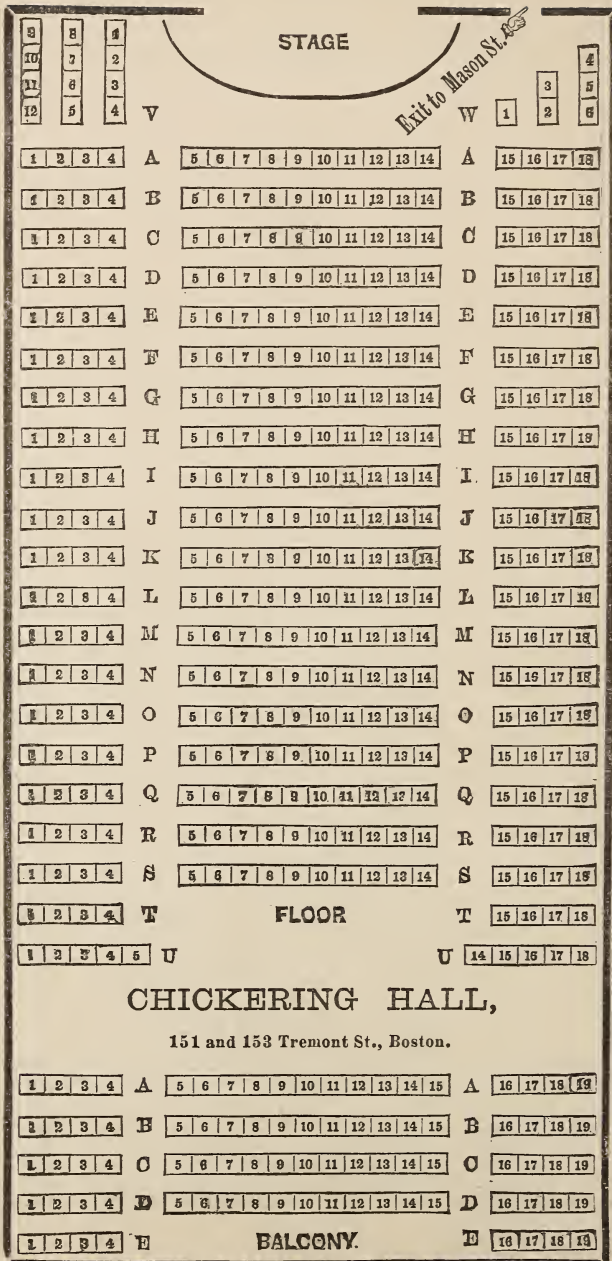 STAGE
Exit to Mason St.
9 8 1
10 7 2
11 6 3
12 5 4 V
4
3 5
W 1 2 6
1 2 3 4 A 5 6 7 8 9 10 11 12 13 14 A 15 16 17 18
1 2 3 4 B 5 6 7 8 9 10 11 12 13 14 B 15 16 17 18
1 2 3 4 C 5 6 7 8 9 10 11 12 13 14 C 15 16 17 18
1 2 3 4 D 5 6 7 8 9 10 11 12 13 14 D 15 16 17 18
1 2 3 4 E 5 6 7 8 9 10 11 12 13 14 E 15 16 17 18
1 2 3 4 F 5 6 7 8 9 10 11 12 13 14 F 15 16 17 18
1 2 3 4 G 5 6 7 8 9 10 11 12 13 14 G 15 16 17 18
1 2 3 4 H 5 6 7 8 9 10 11 12 13 14 H 15 16 17 18
1 2 3 4 I 5 6 7 8 9 10 11 12 13 14 I. 15 16 17 18
1 2 3 4 J 5 6 7 8 9 10 11 12 13 14 J 15 16 17 18
1 2 3 4 K 5 6 7 8 9 10 11 12 13 14 K 15 16 17 18
1 2 3 4 L 5 6 7 8 9 10 11 12 13 14 L 15 16 17 18
1 2 3 4 M 5 6 7 8 9 10 11 12 13 14 M 15 16 17 18
1 2 3 4 N 5 6 7 8 9 10 11 12 13 14 N 15 16 17 18
1 2 3 4 O 5 6 7 8 9 10 11 12 13 14 O 15 16 17 18
1 2 3 4 P 5 6 7 8 9 10 11 12 13 14 P 15 16 17 18
1 2 3 4 Q 5 6 7 8 9 10 11 12 13 14 Q 15 16 17 18
1 2 3 4 R 5 6 7 8 9 10 11 12 13 14 R 15 16 17 18
1 2 3 4 S 5 6 7 8 9 10 11 12 13 14 S 15 16 17 18
1 2 3 4 T FLOOR T 15 16 17 18
1 2 3 4 5 U U 14 15 16 17 18
CHICKERING HALL,
151 and 153 Tremont St., Boston.
1 2 3 4 A 5 6 7 8 9 10 11 12 13 14 15 A 16 17 18 19
1 2 3 4 B 5 6 7 8 9 10 11 12 13 14 15 B 16 17 18 19
1 2 3 4 C 5 6 7 8 9 10 11 12 13 14 15 C 16 17 18 19
1 2 3 4 D 5 6 7 8 9 10 11 12 13 14 15 D 16 17 18 19
1 2 3 4 E BALCONY. E 16 17 18 19